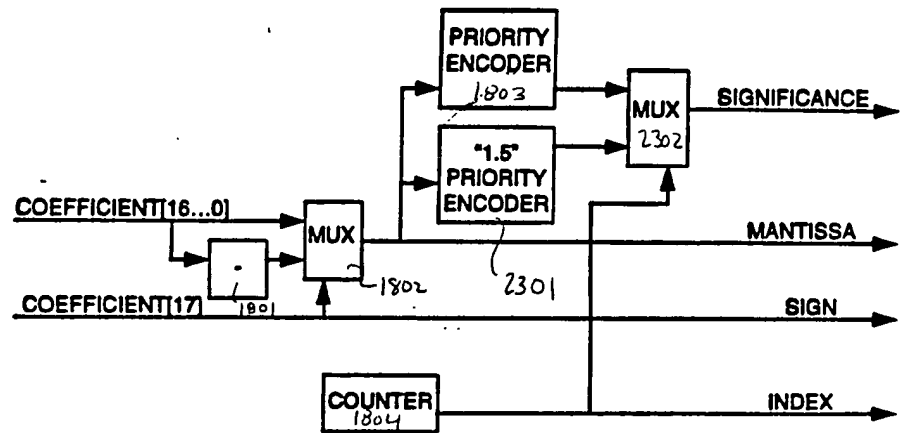 PRIORITY
ENCODER
1803
"1.5"
PRIORITY
ENCODER
2301
MUX
2302
SIGNIFICANCE
COEFFICIENT[16...0]
MUX
1802
1801
MANTISSA
COEFFICIENT[17]
SIGN
COUNTER
1804
INDEX